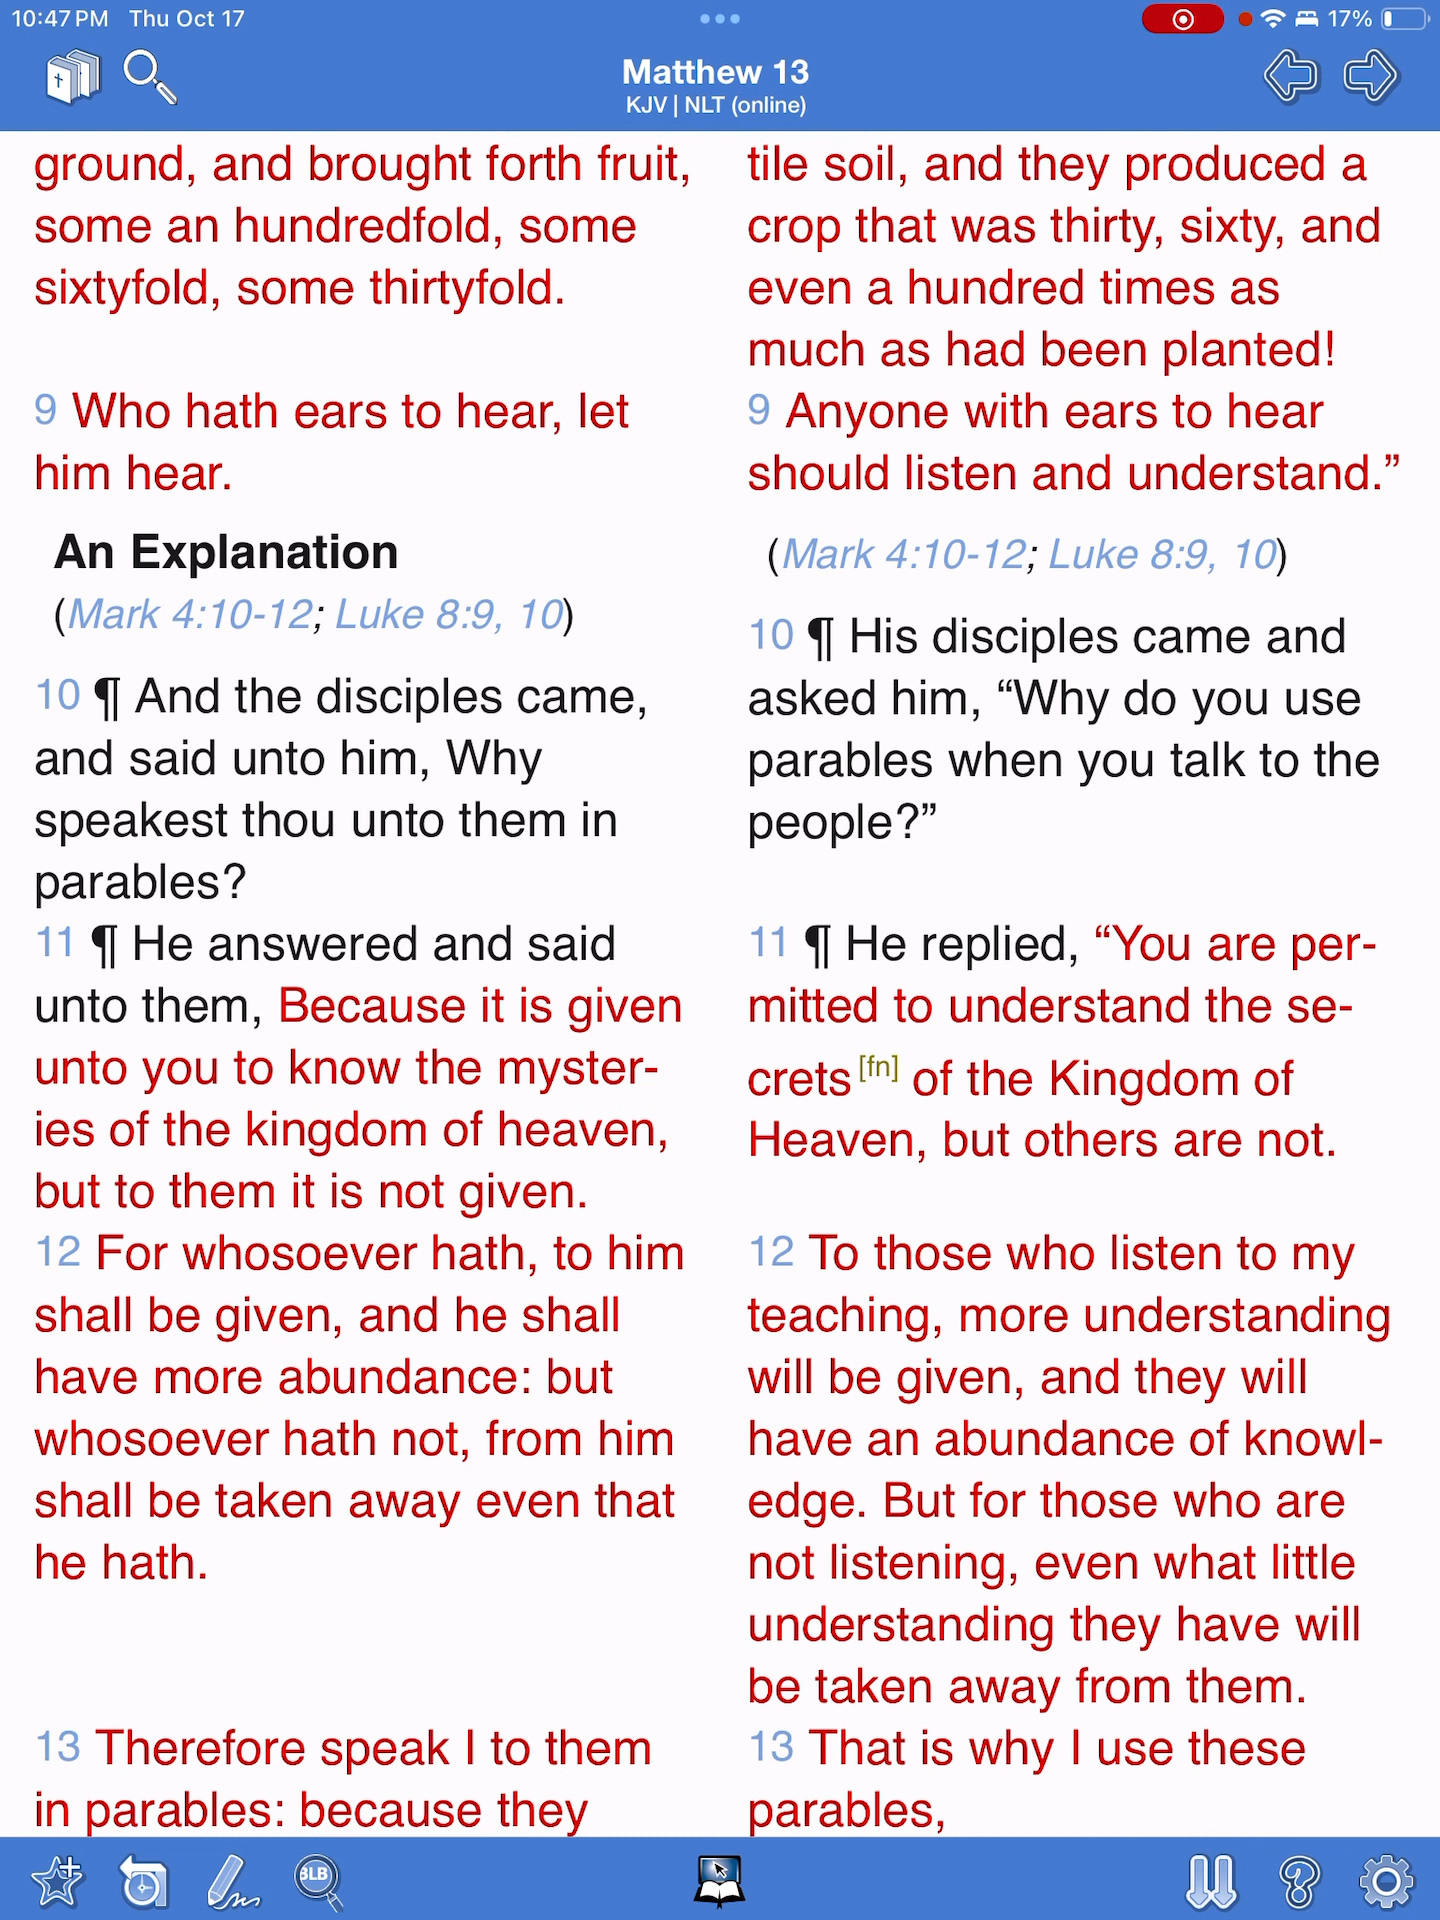 10:47 PM Thu Oct 17
17%
Matthew 13
KJV | NLT (online)
ground, and brought forth fruit,
some an hundredfold, some
sixtyfold, some thirtyfold.
9 Who hath ears to hear, let
him hear.
An Explanation
(Mark 4:10-12; Luke 8:9, 10)
10 ¶ And the disciples came,
and said unto him, Why
speakest thou unto them in
parables?
11 ¶ He answered and said
unto them, Because it is given
unto you to know the myster-
ies of the kingdom of heaven,
but to them it is not given.
12 For whosoever hath, to him
shall be given, and he shall
have more abundance: but
whosoever hath not, from him
shall be taken away even that
he hath.
13 Therefore speak I to them
in parables: because they
tile soil, and they produced a
crop that was thirty, sixty, and
even a hundred times as
much as had been planted!
9 Anyone with ears to hear
should listen and understand.”
(Mark 4:10-12; Luke 8:9, 10)
10 ¶ His disciples came and
asked him, “Why do you use
parables when you talk to the
people?”
11 ¶ He replied, “You are per-
mitted to understand the se-
crets [fn] of the Kingdom of
Heaven, but others are not.
12 To those who listen to my
teaching, more understanding
will be given, and they will
have an abundance of knowl-
edge. But for those who are
not listening, even what little
understanding they have will
be taken away from them.
13 That is why I use these
parables,
BLB